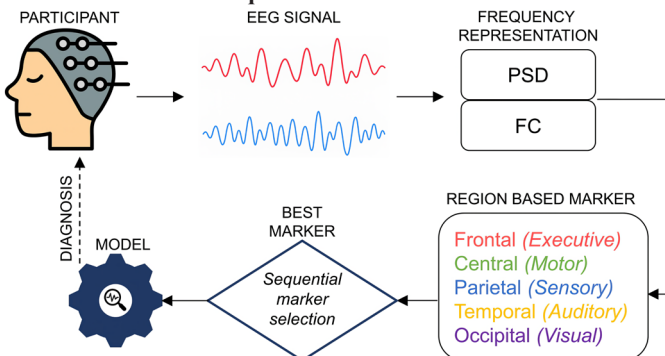 PARTICIPANT
EEG SIGNAL
FREQUENCY
REPRESENTATION
PSD
FC
DIAGNOSIS
MODEL
BEST
MARKER
Sequential
marker
selection
REGION BASED MARKER
Frontal (Executive)
Central (Motor)
Parietal (Sensory)
Temporal (Auditory)
Occipital (Visual)